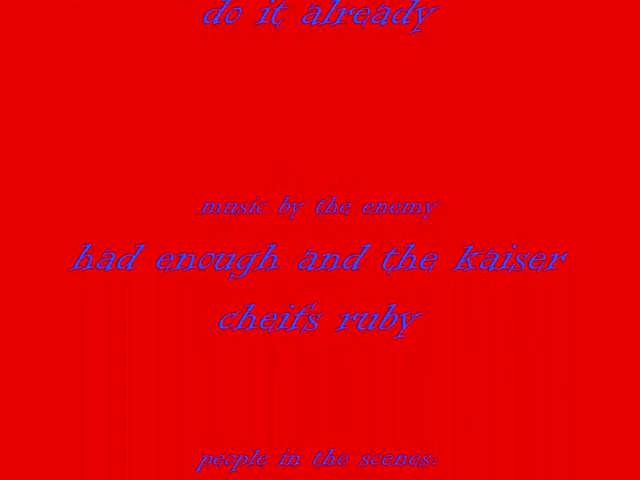 do it already
music by the enemy
had enough and the kaiser
cheifs ruby
people in the scenes: